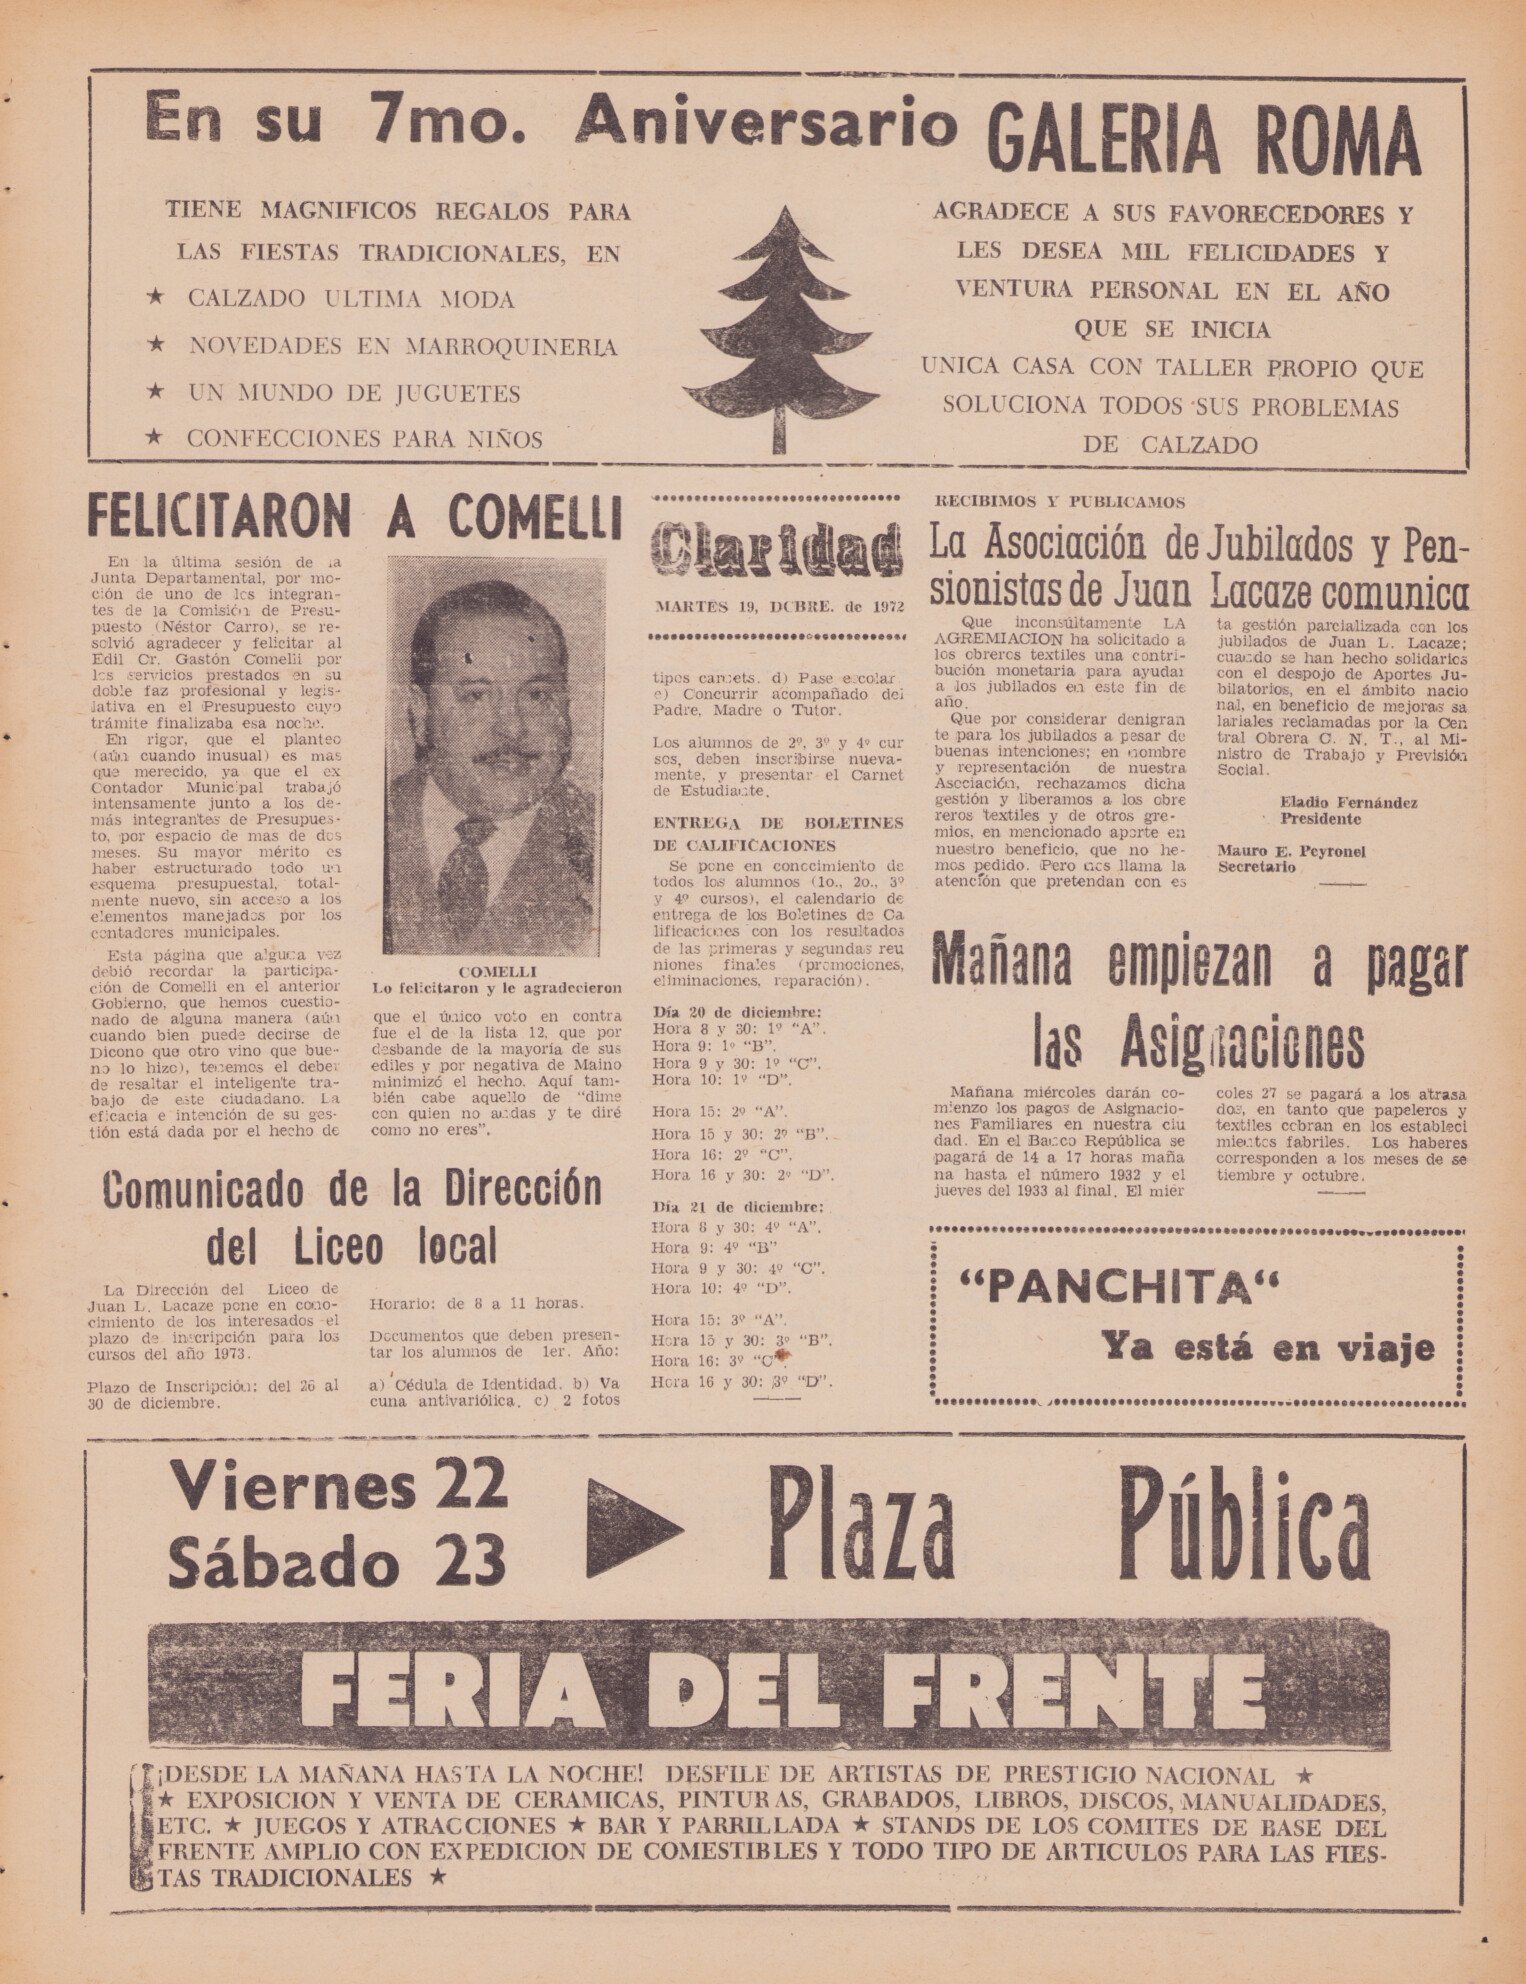 En su 7mo. Aniversario GALERIA ROMA
TIENE MAGNIFICOS REGALOS PARA
LAS FIESTAS TRADICIONALES, EN
★ CALZADO ULTIMA MODA
★ NOVEDADES EN MARROQUINERIA
★ UN MUNDO DE JUGUETES
★ CONFECCIONES PARA NIÑOS
AGRADECE A SUS FAVORECEDORES Y
LES DESEA MIL FELICIDADES Y
VENTURA PERSONAL EN EL AÑO
QUE SE INICIA
UNICA CASA CON TALLER PROPIO QUE
SOLUCIONA TODOS SUS PROBLEMAS
DE CALZADO
FELICITARON A COMELLI
En la última sesión de la
Junta Departamental, por mo-
ción de uno de los integran-
tes de la Comisión de Presu-
puesto (Néstor Carro), se re-
solvió agradecer y felicitar al
Edil Cr. Gastón Comelli por
los servicios prestados en su
doble faz profesional y legis-
lativa en el Presupuesto cuyo
trámite finalizaba esa noche.
En rigor, que el planteo
(aún cuando inusual) es mas
que merecido, ya que el ex
Contador Municipal trabajó
intensamente junto a los de-
más integrantes de Presupues-
to, por espacio de mas de dos
meses. Su mayor mérito es
haber estructurado todo un
esquema presupuestal, total-
mente nuevo, sin acceso a los
elementos manejados por los
contadores municipales.
Esta página que alguna vez
debió recordar la participa-
ción de Comelli en el anterior
Gobierno, que hemos cuestio-
nado de alguna manera (aún
cuando bien puede decirse de
Dicono que otro vino que bue-
no lo hizo), tenemos el deber
de resaltar el inteligente tra-
bajo de este ciudadano. La
eficacia e intención de su ges-
tión está dada por el hecho de
COMELLI
Lo felicitaron y le agradecieron
que el único voto en contra
fue el de la lista 12, que por
desbande de la mayoría de sus
ediles y por negativa de Maino
minimizó el hecho. Aquí tam-
bién cabe aquello de "dime
con quien no andas y te diré
como no eres".
Comunicado de la Dirección
del Liceo local
La Dirección del Liceo de
Juan L. Lacaze pone en cono-
cimiento de los interesados el
plazo de inscripción para los
cursos del año 1973.
Plazo de Inscripción: del 26 al
30 de diciembre.
Horario: de 8 a 11 horas.
Documentos que deben presen-
tar los alumnos de 1er. Año:
a) Cédula de Identidad. b) Va
cuna antivariólica. c) 2 fotos
Claridad
MARTES 19, DCBRE. de 1972
tipos carnets. d) Pase escolar
e) Concurrir acompañado del
Padre, Madre o Tutor.
Los alumnos de 2º, 3º y 4º cur
sos, deben inscribirse nueva-
mente, y presentar el Carnet
de Estudiante.
ENTREGA DE BOLETINES
DE CALIFICACIONES
Se pone en conocimiento de
todos los alumnos (1o., 2o., 3º
y 4º cursos), el calendario de
entrega de los Boletines de Ca
lificaciones con los resultados
de las primeras y segundas reu
niones finales (promociones,
eliminaciones, reparación).
Día 20 de diciembre:
Hora 8 y 30: 1º "A".
Hora 9: 1º "B".
Hora 9 y 30: 1º "C".
Hora 10: 1º "D".
Hora 15: 2º "A".
Hora 15 y 30: 2º "B".
Hora 16: 2º "C".
Hora 16 y 30: 2º "D".
Día 21 de diciembre:
Hora 8 y 30: 4º "A".
Hora 9: 4º "B"
Hora 9 y 30: 4º "C".
Hora 10: 4º "D".
Hora 15: 3º "A".
Hora 15 y 30: 3º "B".
Hora 16: 3º "C".
Hora 16 y 30: 3º "D".
RECIBIMOS Y PUBLICAMOS
La Asociación de Jubilados y Pen-
sionistas de Juan Lacaze comunica
Que inconsúltamente LA
AGREMIACION ha solicitado a
los obreros textiles una contri-
bución monetaria para ayudar
a los jubilados en este fin de
año.
Que por considerar denigran
te para los jubilados a pesar de
buenas intenciones; en nombre
y representación de nuestra
Asociación, rechazamos dicha
gestión y liberamos a los obre
reros textiles y de otros gre-
mios, en mencionado aporte en
nuestro beneficio, que no he-
mos pedido. Pero nos llama la
atención que pretendan con es
ta gestión parcializada con los
jubilados de Juan L. Lacaze;
cuando se han hecho solidarios
con el despojo de Aportes Ju-
bilatorios, en el ámbito nacio
nal, en beneficio de mejoras sa
lariales reclamadas por la Cen
tral Obrera C. N. T., al Mi-
nistro de Trabajo y Previsión
Social.
Eladio Fernández
Presidente
Mauro E. Peyronel
Secretario
Mañana empiezan a pagar
las Asignaciones
Mañana miércoles darán co-
mienzo los pagos de Asignacio-
nes Familiares en nuestra ciu
dad. En el Banco República se
pagará de 14 a 17 horas maña
na hasta el número 1932 y el
jueves del 1933 al final. El miér
coles 27 se pagará a los atrasa
dos, en tanto que papeleros y
textiles cobran en los estableci
mientos fabriles. Los haberes
corresponden a los meses de se
tiembre y octubre.
"PANCHITA"
Ya está en viaje
Viernes 22
Sábado 23
Plaza Pública
FERIA DEL FRENTE
¡DESDE LA MAÑANA HASTA LA NOCHE! DESFILE DE ARTISTAS DE PRESTIGIO NACIONAL ★
★ EXPOSICION Y VENTA DE CERAMICAS, PINTURAS, GRABADOS, LIBROS, DISCOS, MANUALIDADES,
ETC. ★ JUEGOS Y ATRACCIONES ★ BAR Y PARRILLADA ★ STANDS DE LOS COMITES DE BASE DEL
FRENTE AMPLIO CON EXPEDICION DE COMESTIBLES Y TODO TIPO DE ARTICULOS PARA LAS FIES-
TAS TRADICIONALES ★